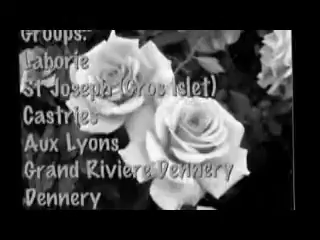 Groups:
Laborie
St Joseph (Gros Islet)
Castries
Aux Lyons
Grand Riviere Dennery
Dennery